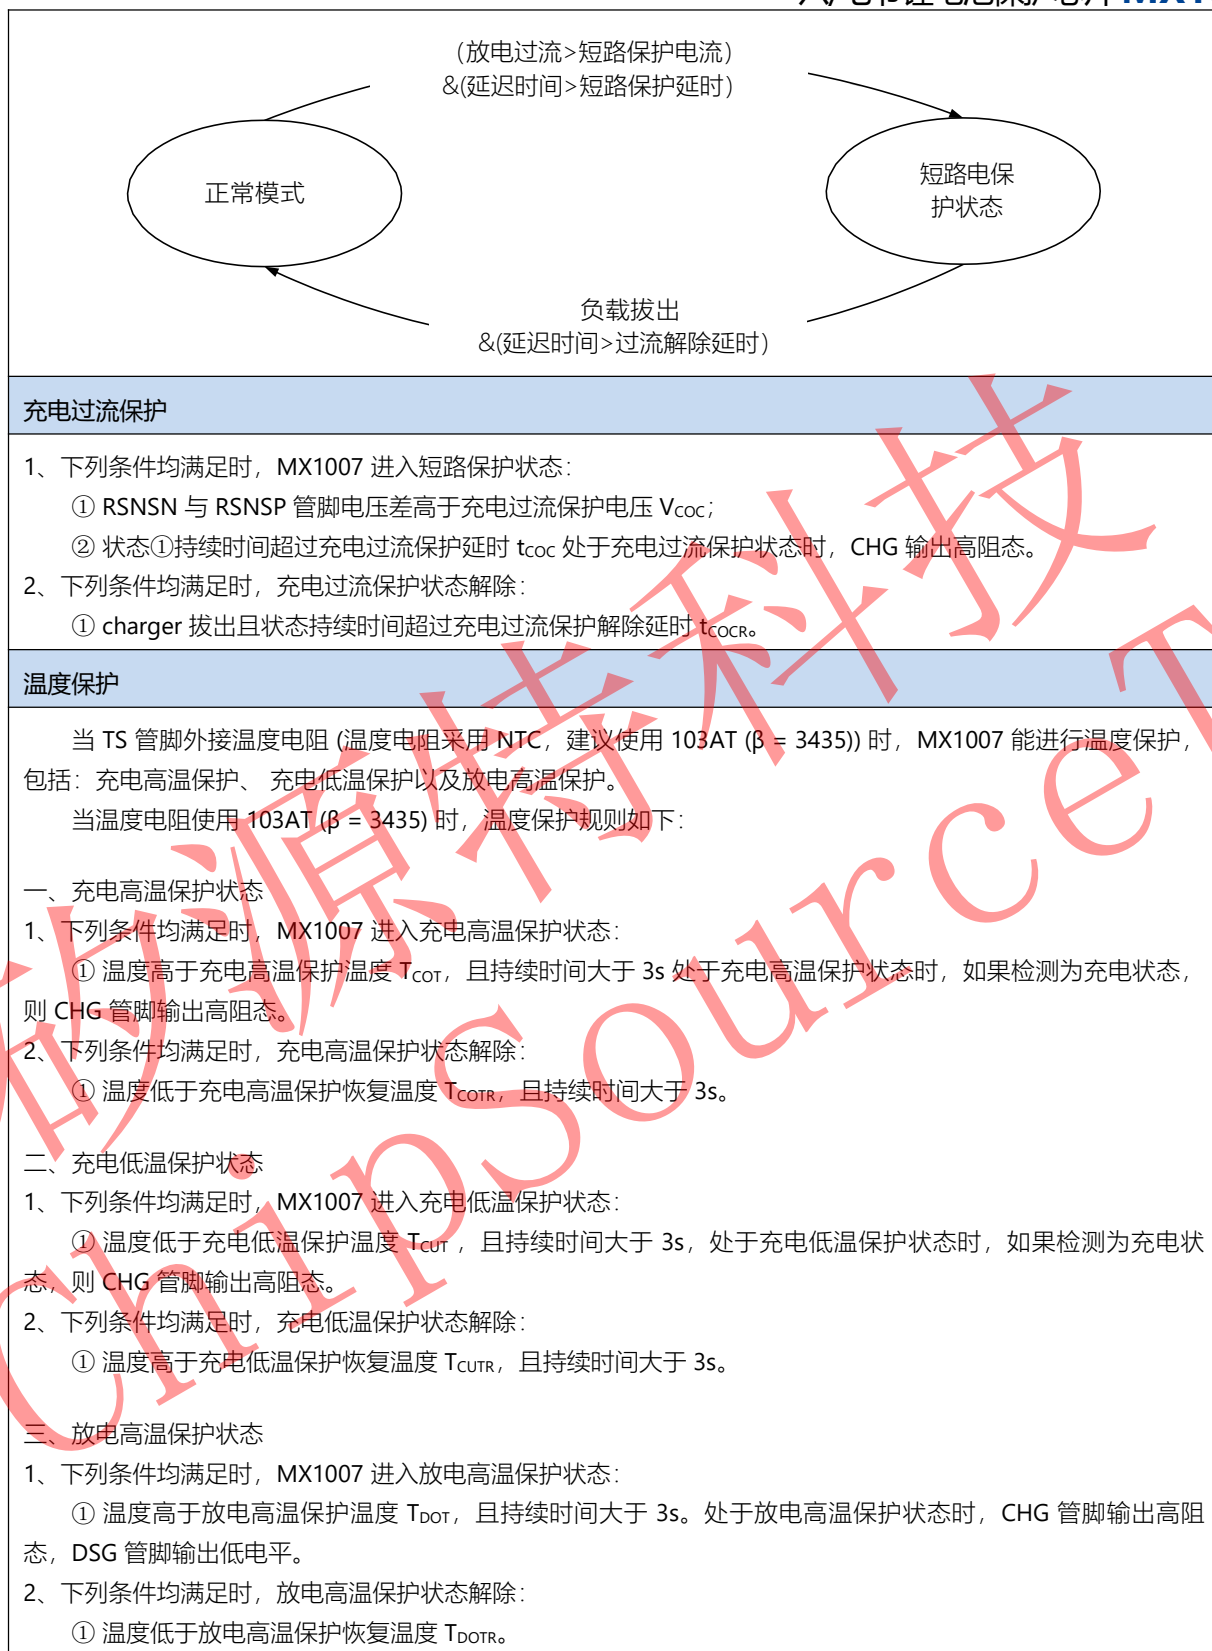 (放电过流>短路保护电流)
&(延迟时间>短路保护延时)
正常模式
短路电保
护状态
负载拔出
&(延迟时间>过流解除延时)
充电过流保护
1、下列条件均满足时，MX1007 进入短路保护状态：
① RSNSN 与 RSNSP 管脚电压差高于充电过流保护电压 VCOC；
② 状态①持续时间超过充电过流保护延时 tCOC 处于充电过流保护状态时，CHG 输出高阻态。
2、下列条件均满足时，充电过流保护状态解除：
① charger 拔出且状态持续时间超过充电过流保护解除延时 tCOCR。
温度保护
当 TS 管脚外接温度电阻 (温度电阻采用 NTC，建议使用 103AT (β = 3435)) 时，MX1007 能进行温度保护，
包括：充电高温保护、 充电低温保护以及放电高温保护。
当温度电阻使用 103AT (β = 3435) 时，温度保护规则如下：
一、充电高温保护状态
1、下列条件均满足时，MX1007 进入充电高温保护状态：
① 温度高于充电高温保护温度 TCOT，且持续时间大于 3s 处于充电高温保护状态时，如果检测为充电状态，
则 CHG 管脚输出高阻态。
2、下列条件均满足时，充电高温保护状态解除：
① 温度低于充电高温保护恢复温度 TCOTR，且持续时间大于 3s。
二、充电低温保护状态
1、下列条件均满足时，MX1007 进入充电低温保护状态：
① 温度低于充电低温保护温度 TCUT ，且持续时间大于 3s，处于充电低温保护状态时，如果检测为充电状
态，则 CHG 管脚输出高阻态。
2、下列条件均满足时，充电低温保护状态解除：
① 温度高于充电低温保护恢复温度 TCUTR，且持续时间大于 3s。
三、放电高温保护状态
1、下列条件均满足时，MX1007 进入放电高温保护状态：
① 温度高于放电高温保护温度 TDOT，且持续时间大于 3s。处于放电高温保护状态时，CHG 管脚输出高阻
态，DSG 管脚输出低电平。
2、下列条件均满足时，放电高温保护状态解除：
① 温度低于放电高温保护恢复温度 TDOTR。
矽源特科技
ChipSourceT